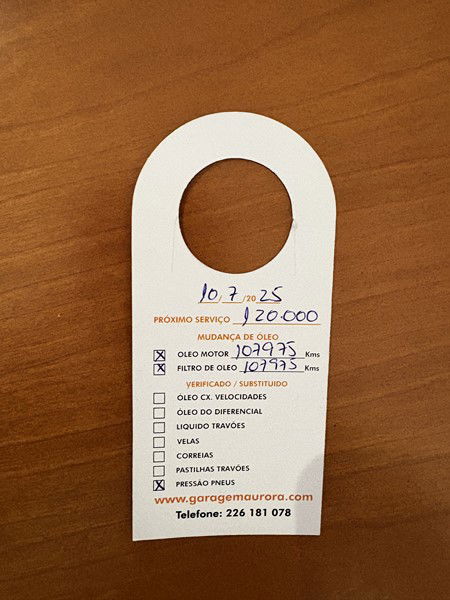 10/7/2025
PRÓXIMO SERVIÇO 120.000
MUDANÇA DE ÓLEO
X OLEO MOTOR 107975 Kms
X FILTRO DE OLEO 107975 Kms
VERIFICADO / SUBSTITUIDO
ÓLEO CX. VELOCIDADES
ÓLEO DO DIFERENCIAL
LIQUIDO TRAVÕES
VELAS
CORREIAS
PASTILHAS TRAVÕES
X PRESSÃO PNEUS
www.garagemaurora.com
Telefone: 226 181 078